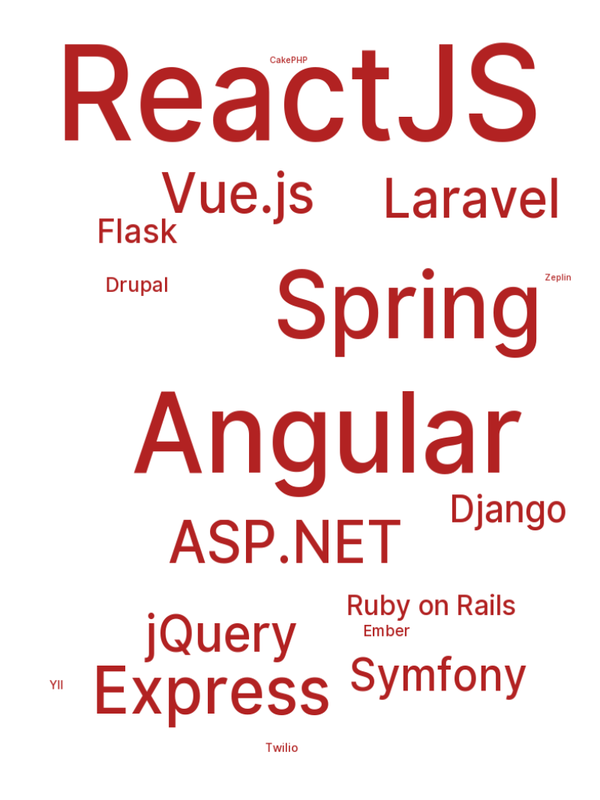 CakePHP
ReactJS
Vue.js
Laravel
Flask
Drupal
Zeplin
Spring
Angular
Django
ASP.NET
Ruby on Rails
Ember
jQuery
Symfony
YII
Express
Twilio